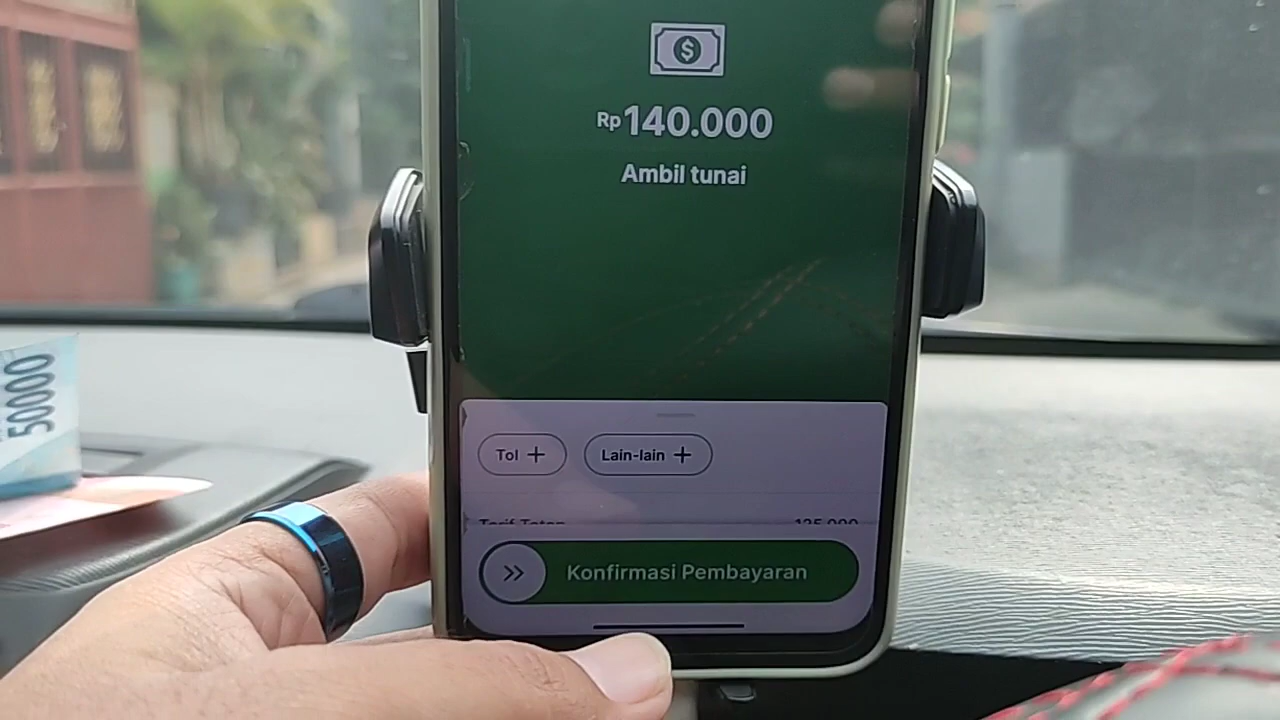 $
Rp140.000
Ambil tunai
50000
Tol +
Lain-lain +
Konfirmasi Pembayaran